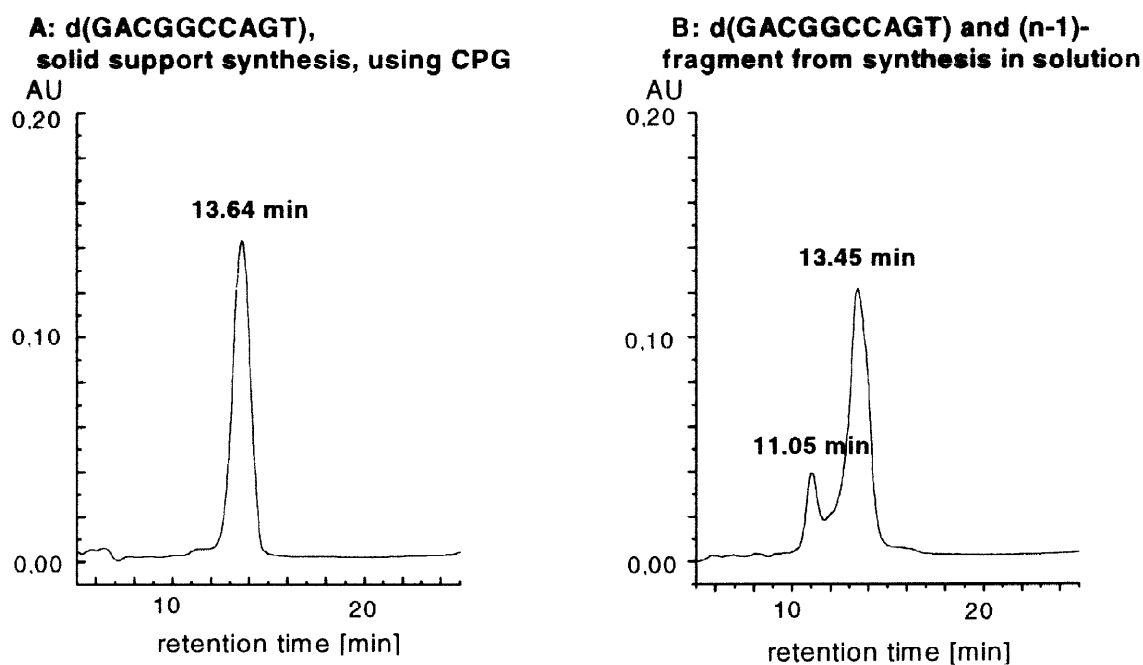 A: d(GACGGCCAGT),
solid support synthesis, using CPG
AU
0,20
13.64 min
0,10
0,00
10
20
retention time [min]
B: d(GACGGCCAGT) and (n-1)-
fragment from synthesis in solution
AU
0,20
13.45 min
0,10
11.05 min
0,00
10
20
retention time [min]